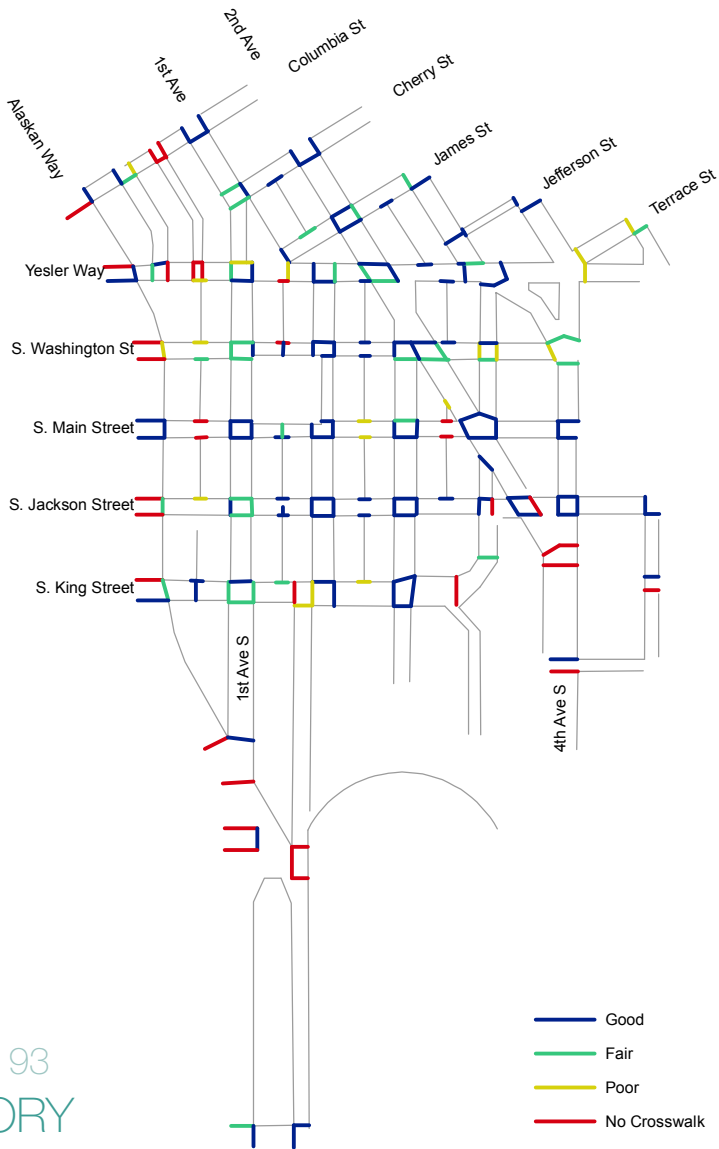 2nd Ave
Columbia St
1st Ave
Cherry St
Alaskan Way
James St
Jefferson St
Terrace St
Yesler Way
S. Washington St
S. Main Street
S. Jackson Street
S. King Street
1st Ave S
4th Ave S
Good
93
Fair
ORY
Poor
No Crosswalk